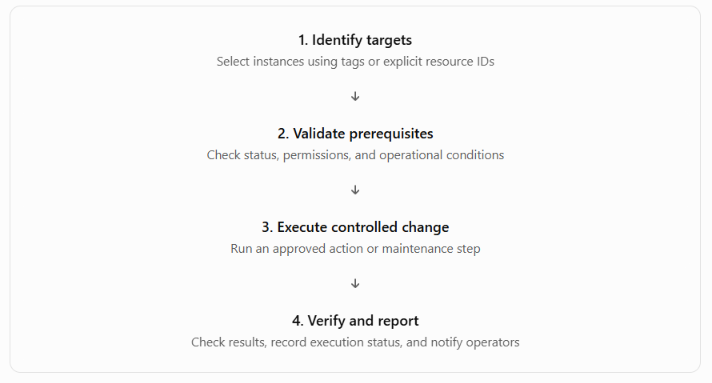 1. Identify targets
Select instances using tags or explicit resource IDs
↓
2. Validate prerequisites
Check status, permissions, and operational conditions
↓
3. Execute controlled change
Run an approved action or maintenance step
↓
4. Verify and report
Check results, record execution status, and notify operators